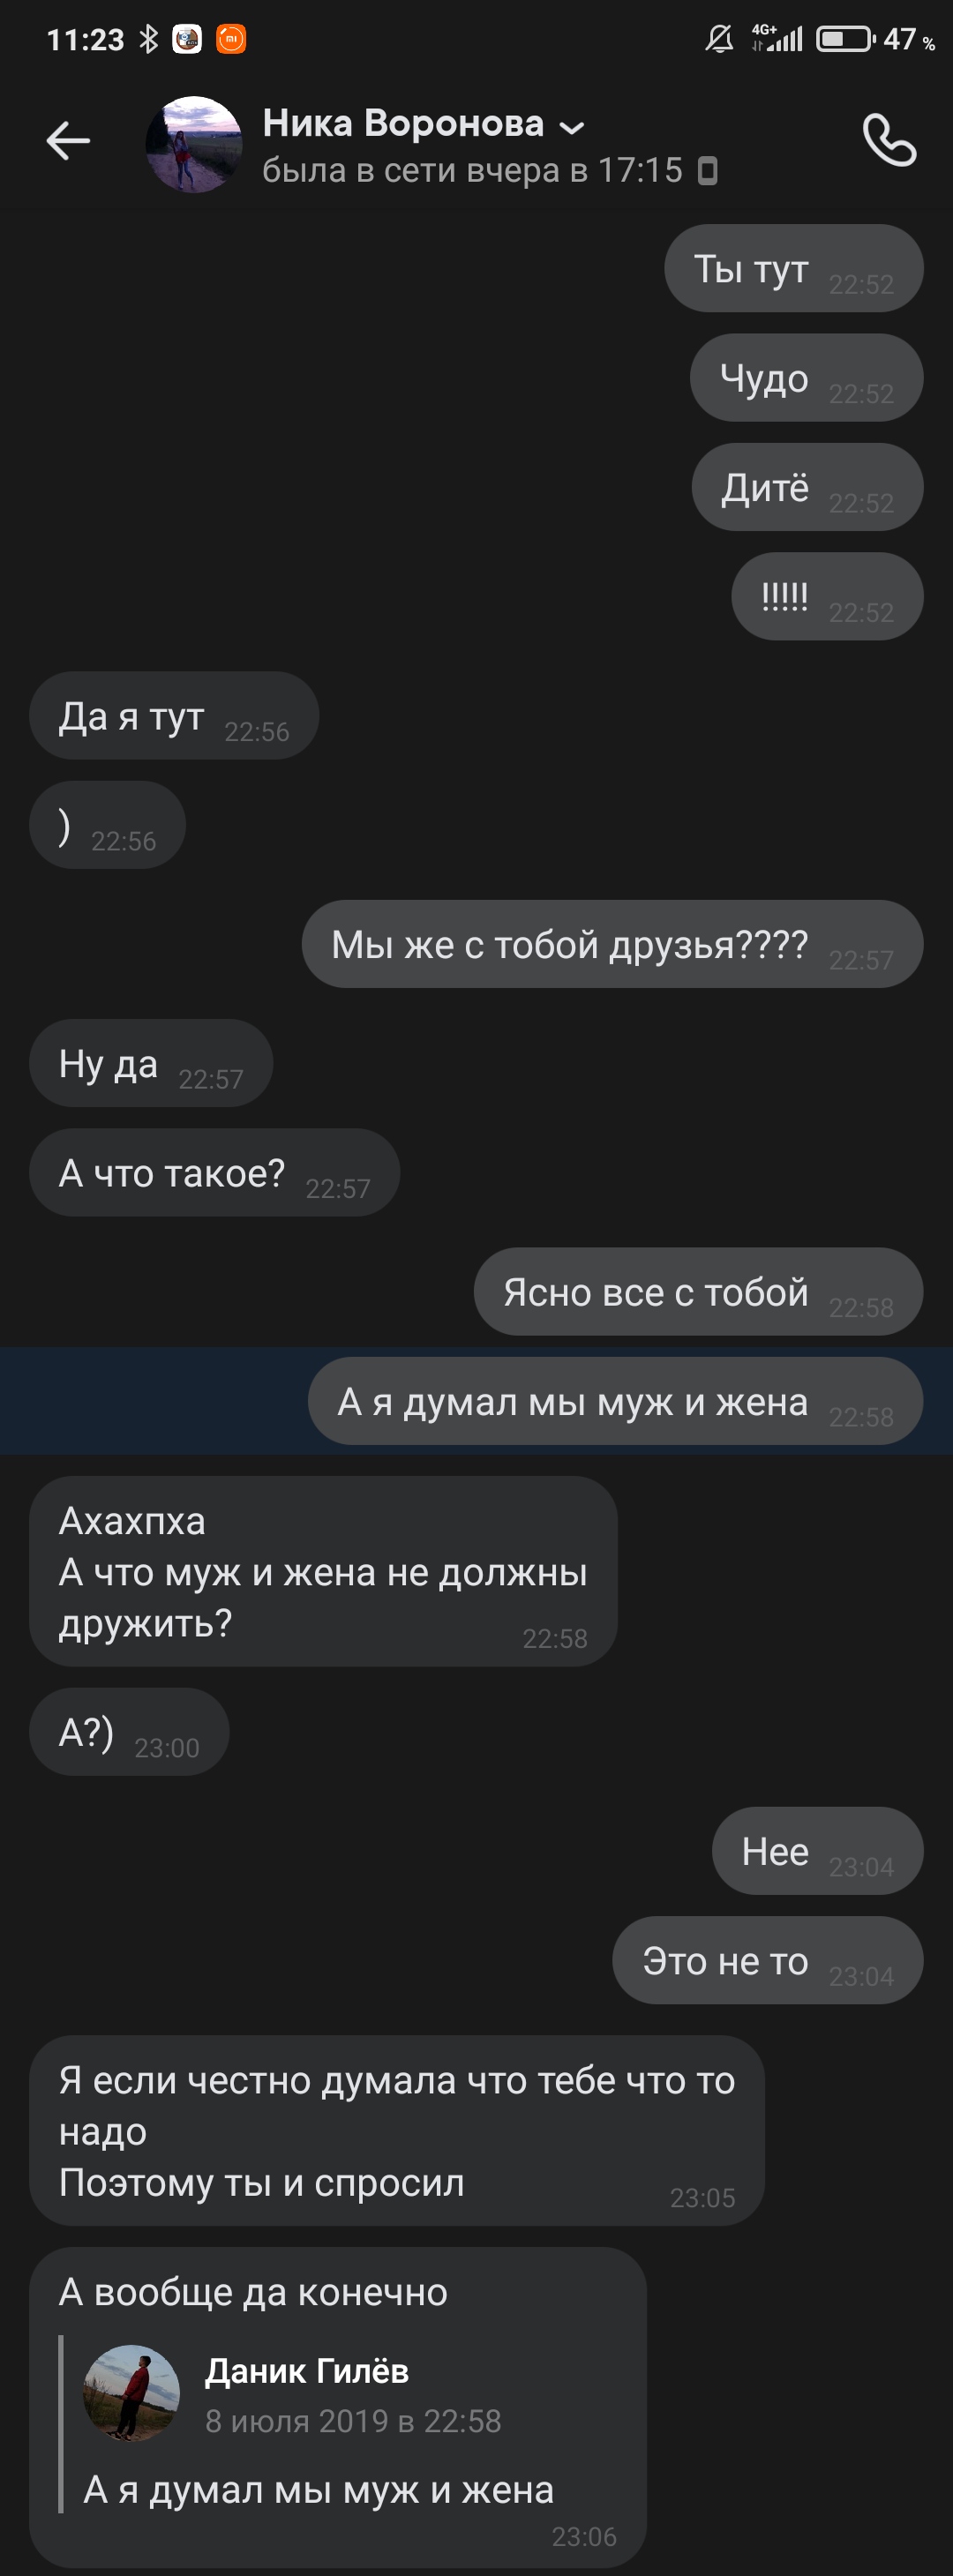 11:23 4G+ 47 %
Ника Воронова
была в сети вчера в 17:15
Ты тут 22:52
Чудо 22:52
Дитё 22:52
!!!!! 22:52
Да я тут 22:56
) 22:56
Мы же с тобой друзья???? 22:57
Ну да 22:57
А что такое? 22:57
Ясно все с тобой 22:58
А я думал мы муж и жена 22:58
Ахахпха
А что муж и жена не должны
дружить? 22:58
А?) 23:00
Нее 23:04
Это не то 23:04
Я если честно думала что тебе что то
надо
Поэтому ты и спросил 23:05
А вообще да конечно
Даник Гилёв
8 июля 2019 в 22:58
А я думал мы муж и жена
23:06